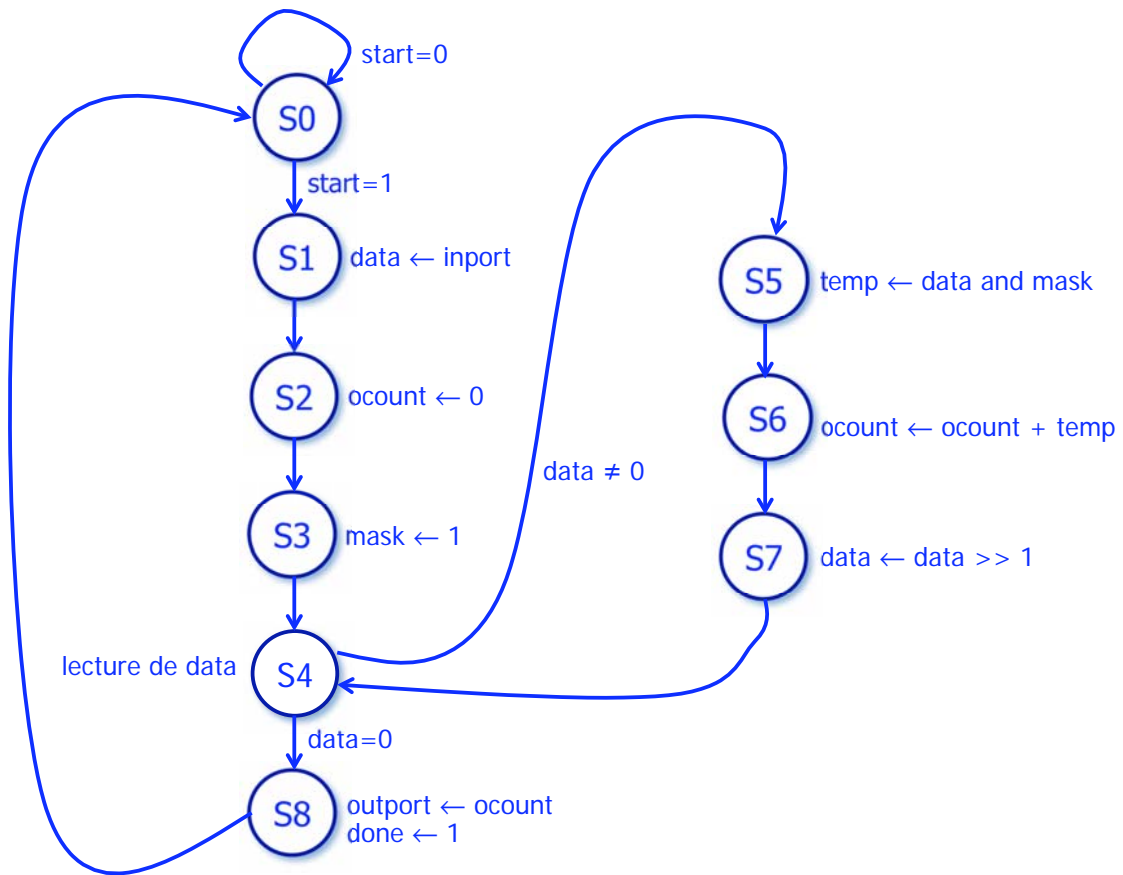 start=0
S0
start=1
S1
data ← inport
S5
temp ← data and mask
S2
ocount ← 0
S6
ocount ← ocount + temp
data ≠ 0
S3
mask ← 1
S7
data ← data >> 1
lecture de data
S4
data=0
S8
outport ← ocount
done ← 1